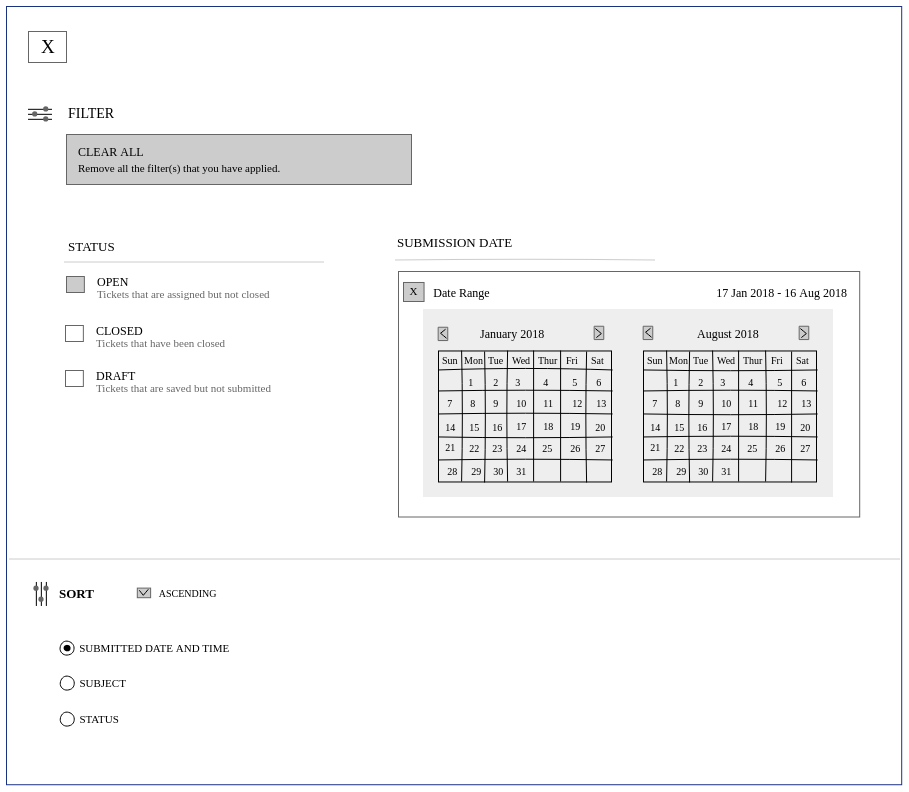 X
FILTER
CLEAR ALL
Remove all the filter(s) that you have applied.
STATUS
OPEN
Tickets that are assigned but not closed
CLOSED
Tickets that have been closed
DRAFT
Tickets that are saved but not submitted
SUBMISSION DATE
X Date Range 17 Jan 2018 - 16 Aug 2018
January 2018
Sun Mon Tue Wed Thur Fri Sat
1 2 3 4 5 6
7 8 9 10 11 12 13
14 15 16 17 18 19 20
21 22 23 24 25 26 27
28 29 30 31
August 2018
Sun Mon Tue Wed Thur Fri Sat
1 2 3 4 5 6
7 8 9 10 11 12 13
14 15 16 17 18 19 20
21 22 23 24 25 26 27
28 29 30 31
SORT ASCENDING
SUBMITTED DATE AND TIME
SUBJECT
STATUS